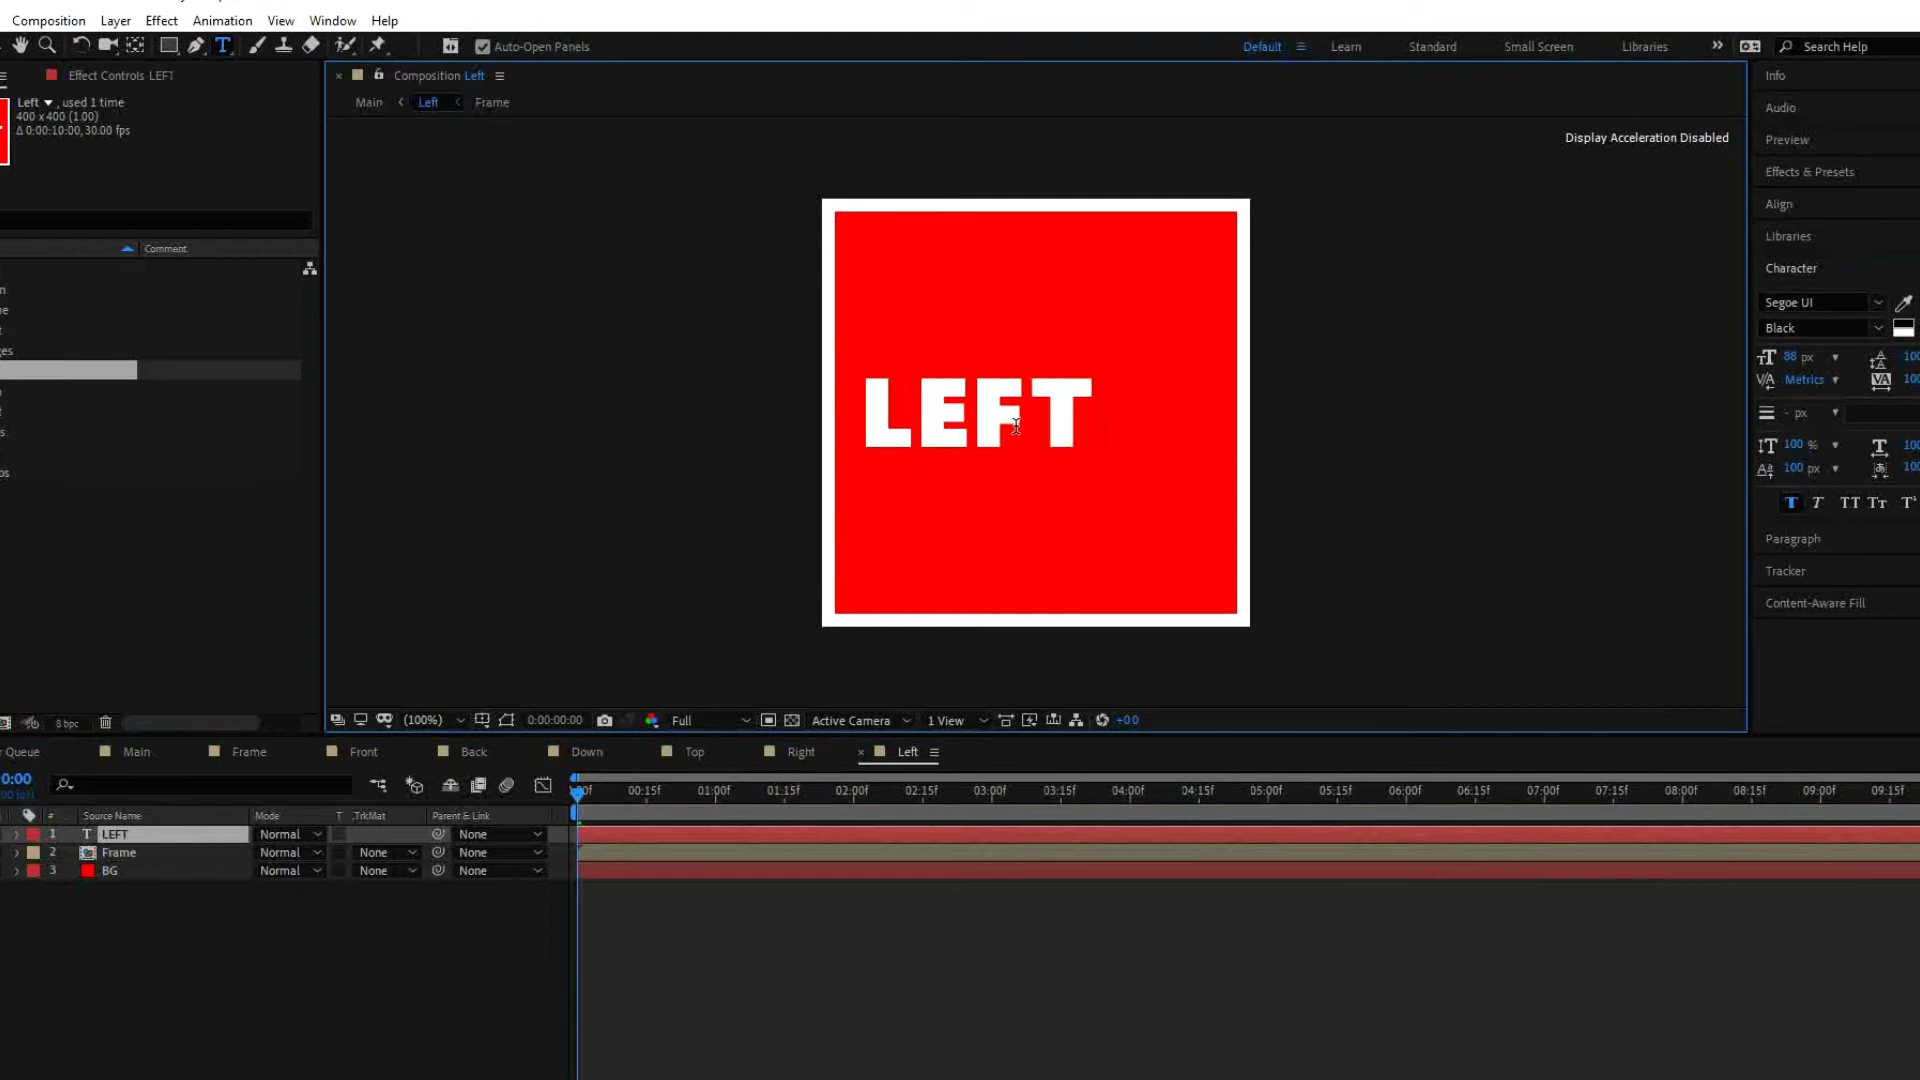 Composition Layer Effect Animation View Window Help
Auto-Open Panels Default Learn Standard Small Screen Libraries Search Help
Effect Controls LEFT
Left , used 1 time
400 x 400 (1.00)
Δ 0:00:10:00, 30.00 fps
Comment
8 bpc
Composition Left
Main Left Frame
Display Acceleration Disabled
LEFT
(100%) 0:00:00:00 Full Active Camera 1 View +0.0
Info
Audio
Preview
Effects & Presets
Align
Libraries
Character
Segoe UI
Black
88 px
Metrics
- px
100 %
100 px
Paragraph
Tracker
Content-Aware Fill
Queue Main Frame Front Back Down Top Right Left
00:15f 01:00f 01:15f 02:00f 02:15f 03:00f 03:15f 04:00f 04:15f 05:00f 05:15f 06:00f 06:15f 07:00f 07:15f 08:00f 08:15f 09:00f 09:15f
# Source Name Mode T .TrkMat Parent & Link
1 T LEFT Normal None
2 Frame Normal None None
3 BG Normal None None